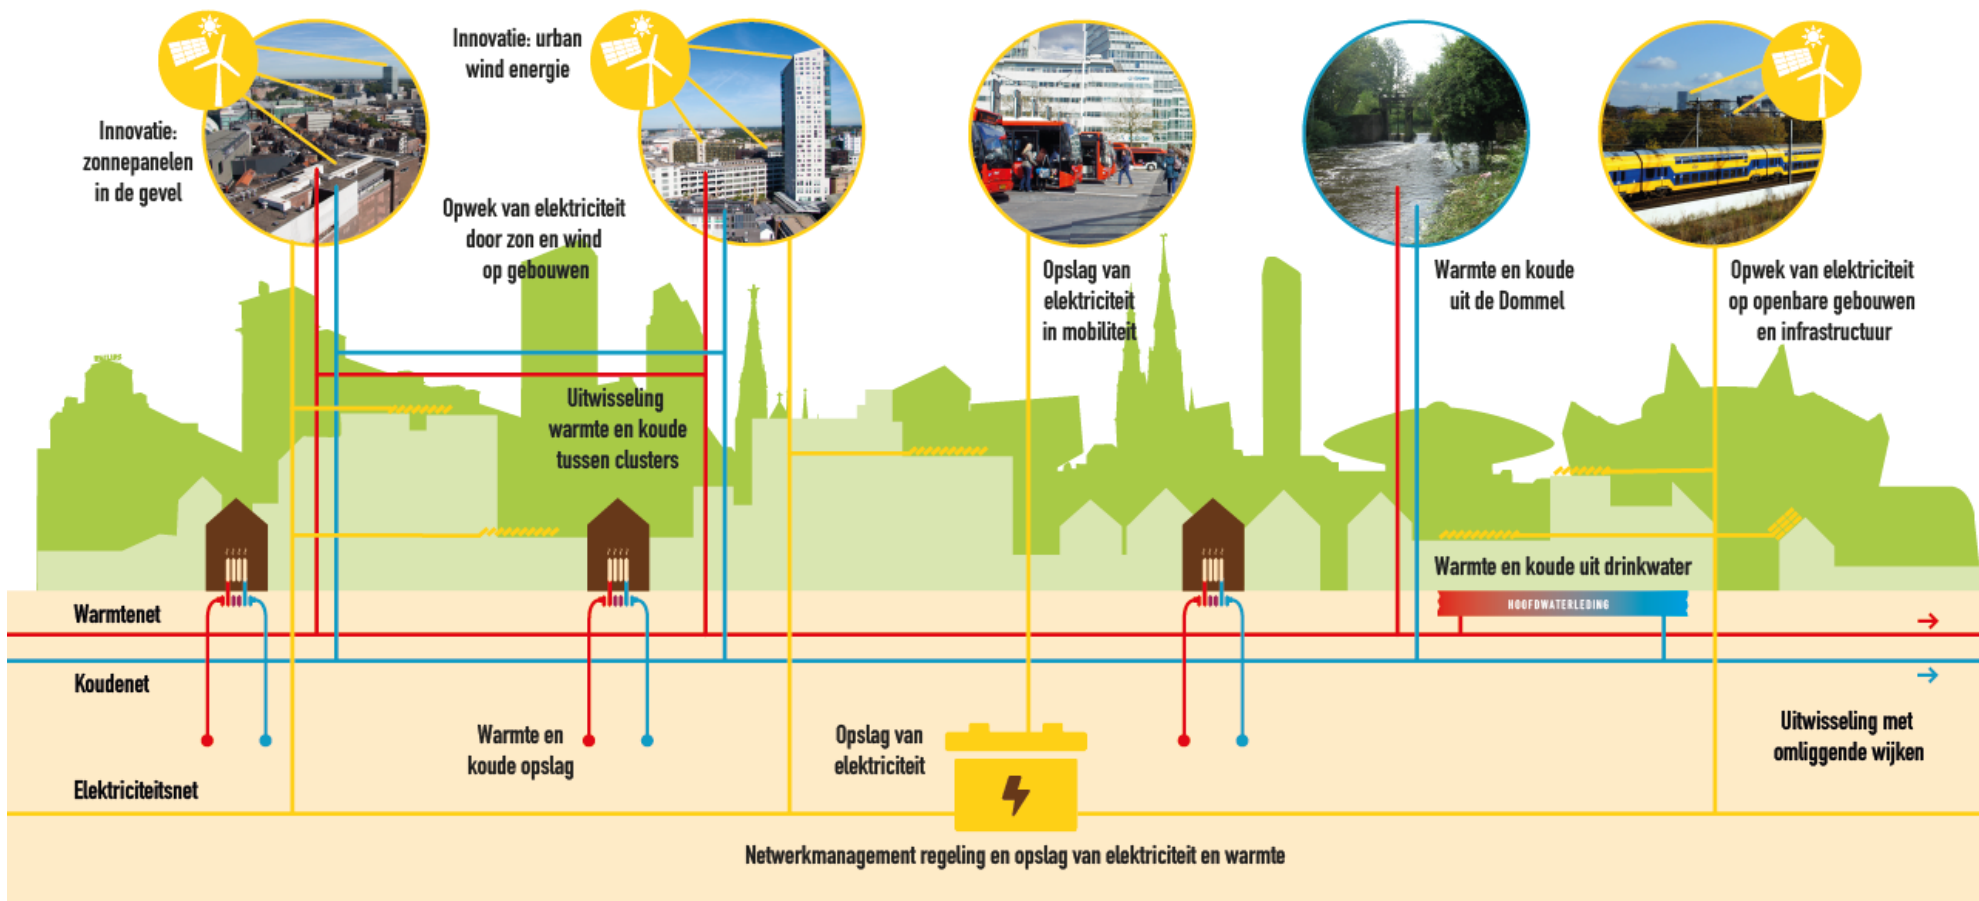 Innovatie:
zonnepanelen
in de gevel
Innovatie: urban
wind energie
Opwek van elektriciteit
door zon en wind
op gebouwen
Opslag van
elektriciteit
in mobiliteit
Warmte en koude
uit de Dommel
Opwek van elektriciteit
op openbare gebouwen
en infrastructuur
PHILIPS
Uitwisseling
warmte en koude
tussen clusters
Warmte en koude uit drinkwater
HOOFDWATERLEDING
Warmtenet
Koudenet
Warmte en
koude opslag
Opslag van
elektriciteit
Uitwisseling met
omliggende wijken
Elektriciteitsnet
Netwerkmanagement regeling en opslag van elektriciteit en warmte